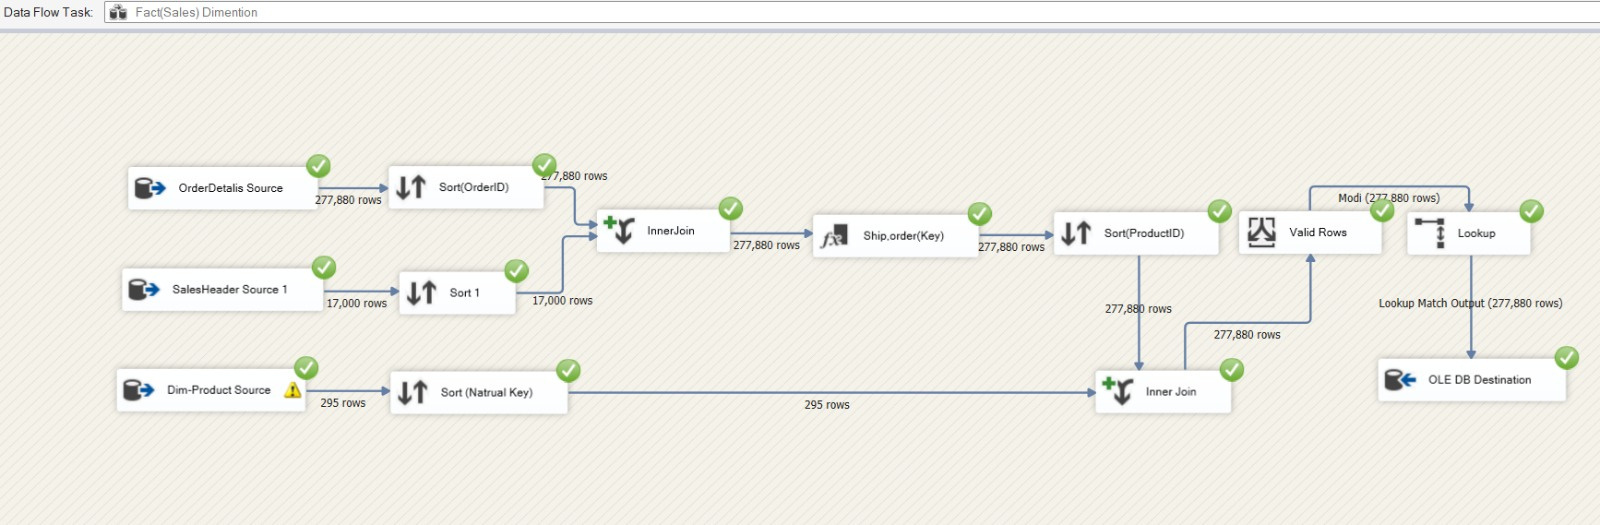 Data Flow Task: Fact(Sales) Dimention
OrderDetalis Source
277,880 rows
Sort(OrderID)
277,880 rows
SalesHeader Source 1
17,000 rows
Sort 1
17,000 rows
InnerJoin
277,880 rows
Ship,order(Key)
277,880 rows
Sort(ProductID)
277,880 rows
Dim-Product Source
295 rows
Sort (Natrual Key)
295 rows
Inner Join
277,880 rows
Valid Rows
Modi (277,880 rows)
Lookup
Lookup Match Output (277,880 rows)
OLE DB Destination